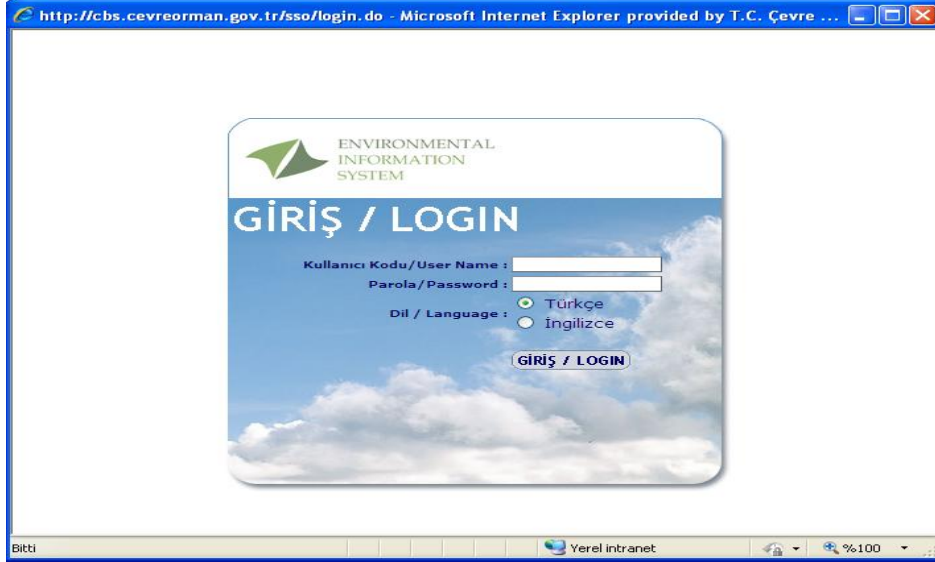 http://cbs.cevreorman.gov.tr/sso/login.do - Microsoft Internet Explorer provided by T.C. Çevre ...
ENVIRONMENTAL
INFORMATION
SYSTEM
GİRİŞ / LOGIN
Kullanıcı Kodu/User Name :
Parola/Password :
Dil / Language :
Türkçe
İngilizce
GİRİŞ / LOGIN
Bitti
Yerel intranet
%100